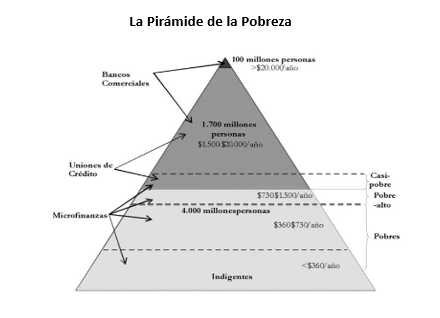 La Pirámide de la Pobreza
100 millones personas
>$20.000/año
Bancos
Comerciales
1.700 millones
personas
$1.500-$20.000/año
Uniones de
Crédito
Casi-
pobre
$730$1.500/año
Pobre
-alto
Microfinanzas
4.000 millonespersonas
$360$730/año
Pobres
<$360/año
Indigentes